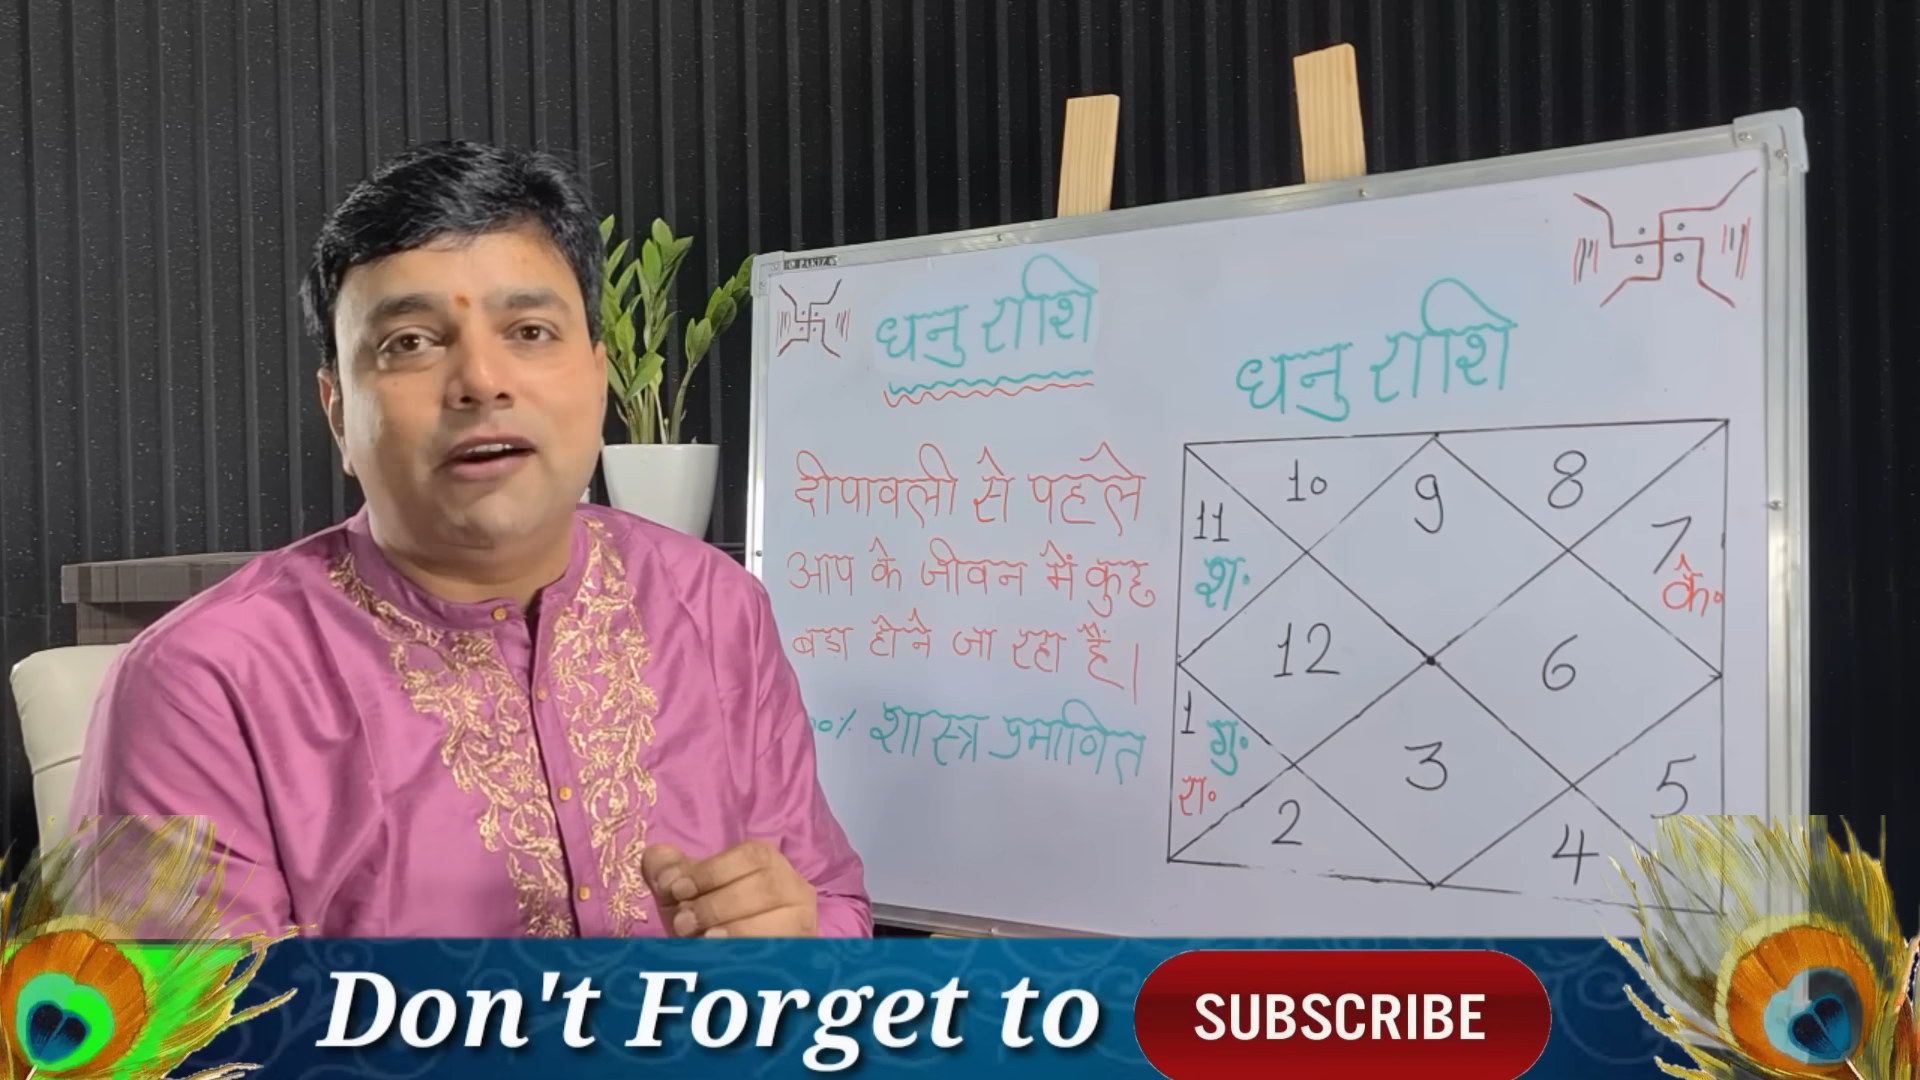 धनु राशि
दीपावली से पहले
आप के जीवन में कुछ
बडा होने जा रहा हैं।
शास्त्र प्रमाणित
धनु राशि
10
9
8
11
श॰
7
के॰
12
6
1 गु॰
रा॰
3
5
2
4
Don't Forget to
SUBSCRIBE